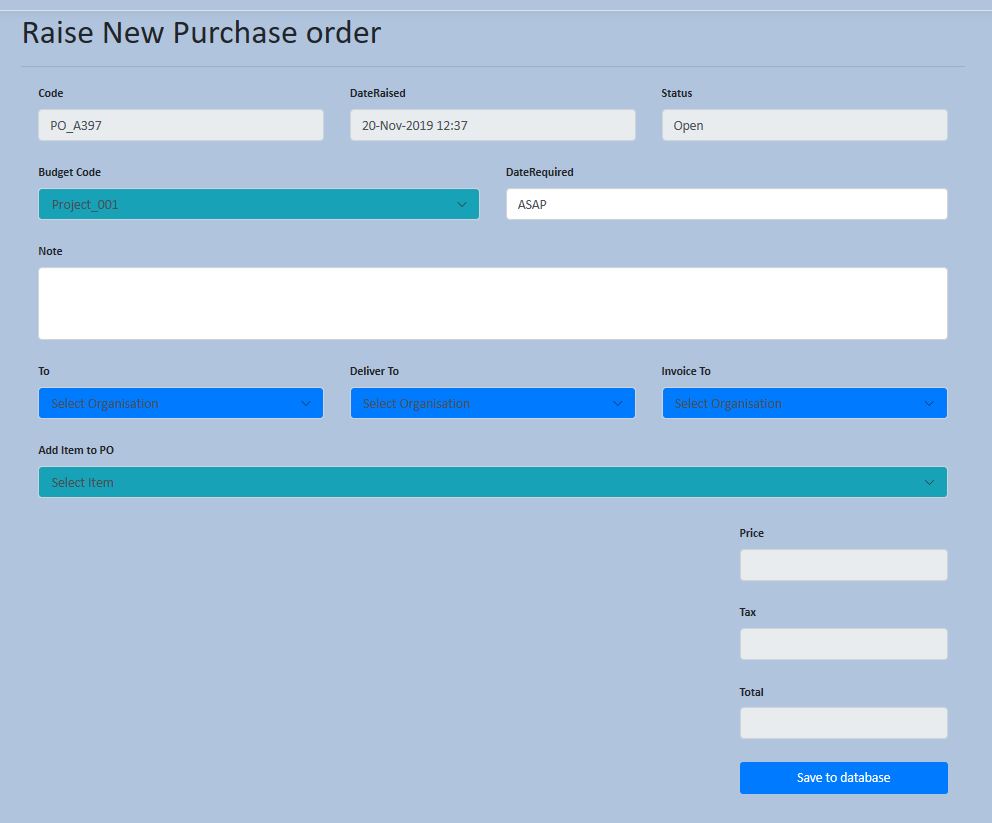 Raise New Purchase order
Code DateRaised Status
PO_A397 20-Nov-2019 12:37 Open
Budget Code DateRequired
Project_001 ASAP
Note
To Deliver To Invoice To
Select Organisation Select Organisation Select Organisation
Add Item to PO
Select Item
Price
Tax
Total
Save to database